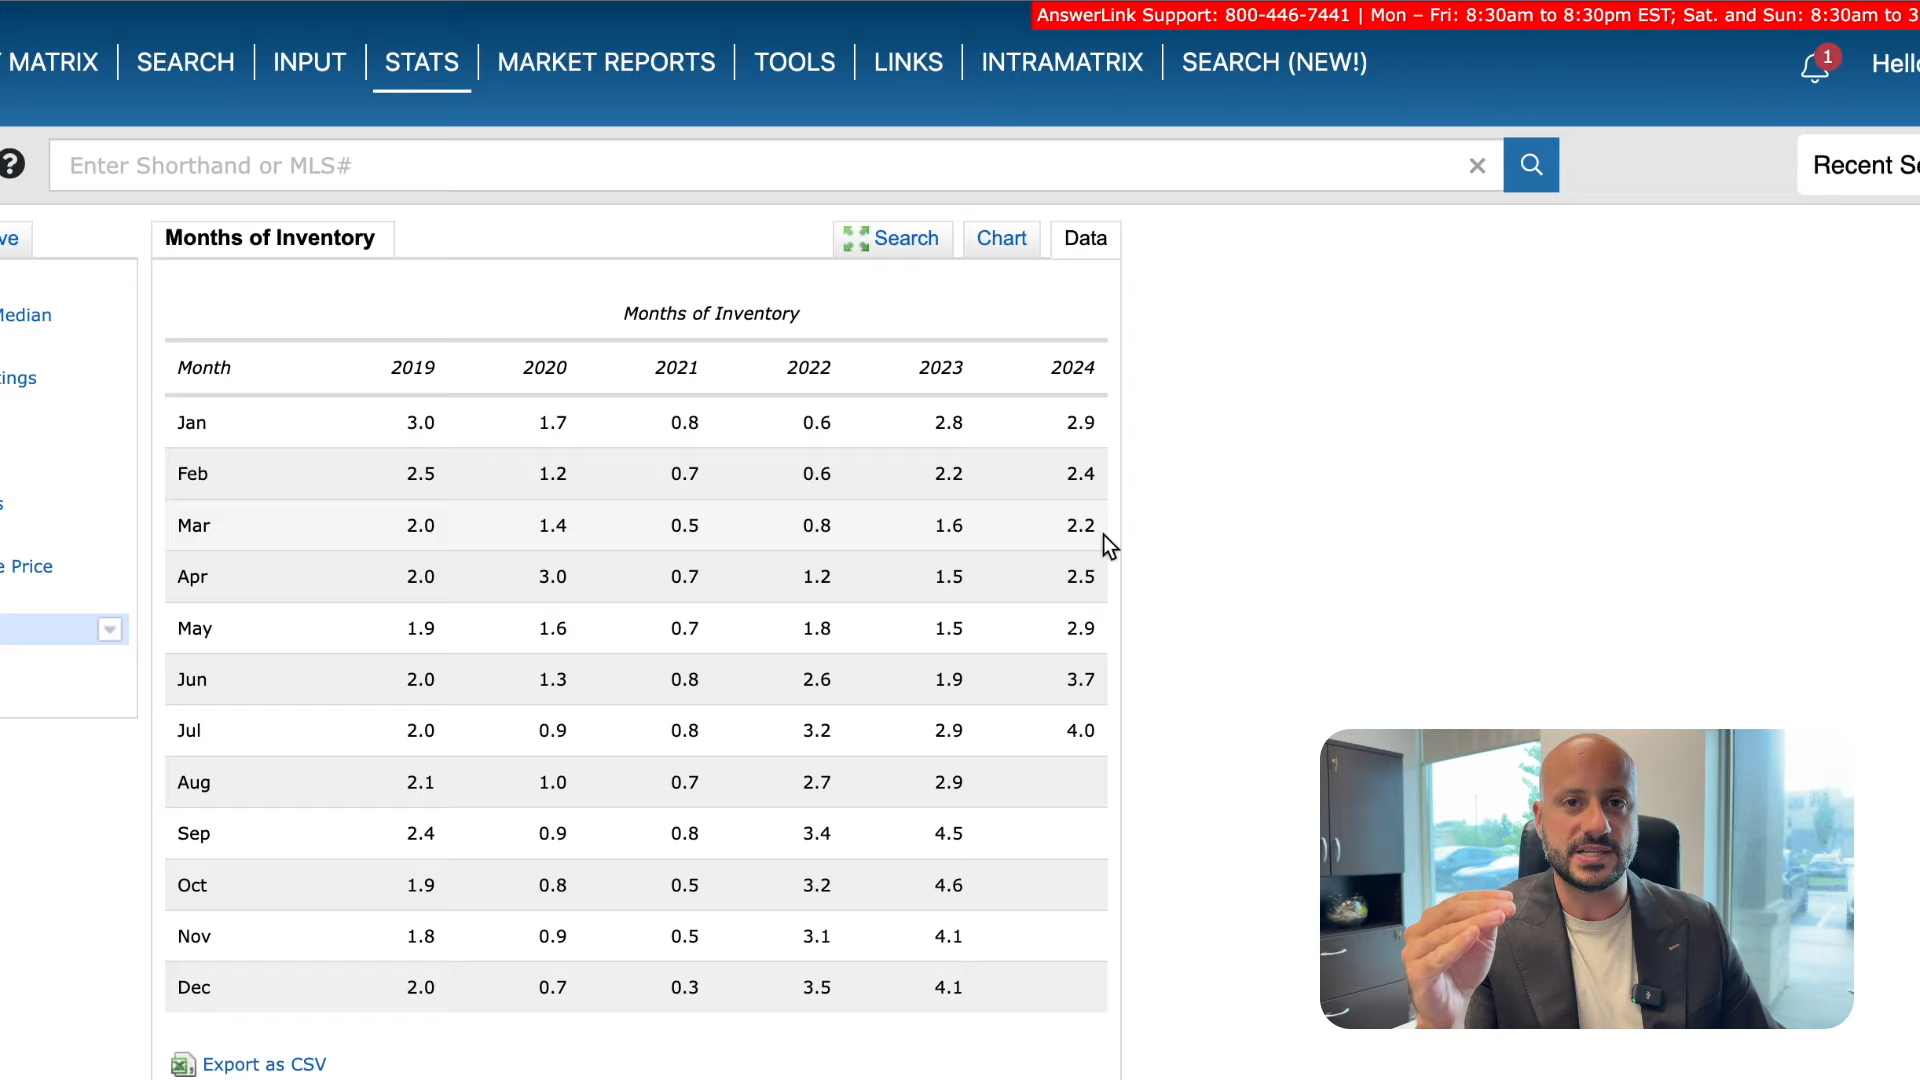 AnswerLink Support: 800-446-7441 | Mon – Fri: 8:30am to 8:30pm EST; Sat. and Sun: 8:30am to 3
MATRIX SEARCH INPUT STATS MARKET REPORTS TOOLS LINKS INTRAMATRIX SEARCH (NEW!)
1
Enter Shorthand or MLS#
Recent
Months of Inventory Search Chart Data
Median
Price
Months of Inventory
Month 2019 2020 2021 2022 2023 2024
Jan 3.0 1.7 0.8 0.6 2.8 2.9
Feb 2.5 1.2 0.7 0.6 2.2 2.4
Mar 2.0 1.4 0.5 0.8 1.6 2.2
Apr 2.0 3.0 0.7 1.2 1.5 2.5
May 1.9 1.6 0.7 1.8 1.5 2.9
Jun 2.0 1.3 0.8 2.6 1.9 3.7
Jul 2.0 0.9 0.8 3.2 2.9 4.0
Aug 2.1 1.0 0.7 2.7 2.9
Sep 2.4 0.9 0.8 3.4 4.5
Oct 1.9 0.8 0.5 3.2 4.6
Nov 1.8 0.9 0.5 3.1 4.1
Dec 2.0 0.7 0.3 3.5 4.1
Export as CSV